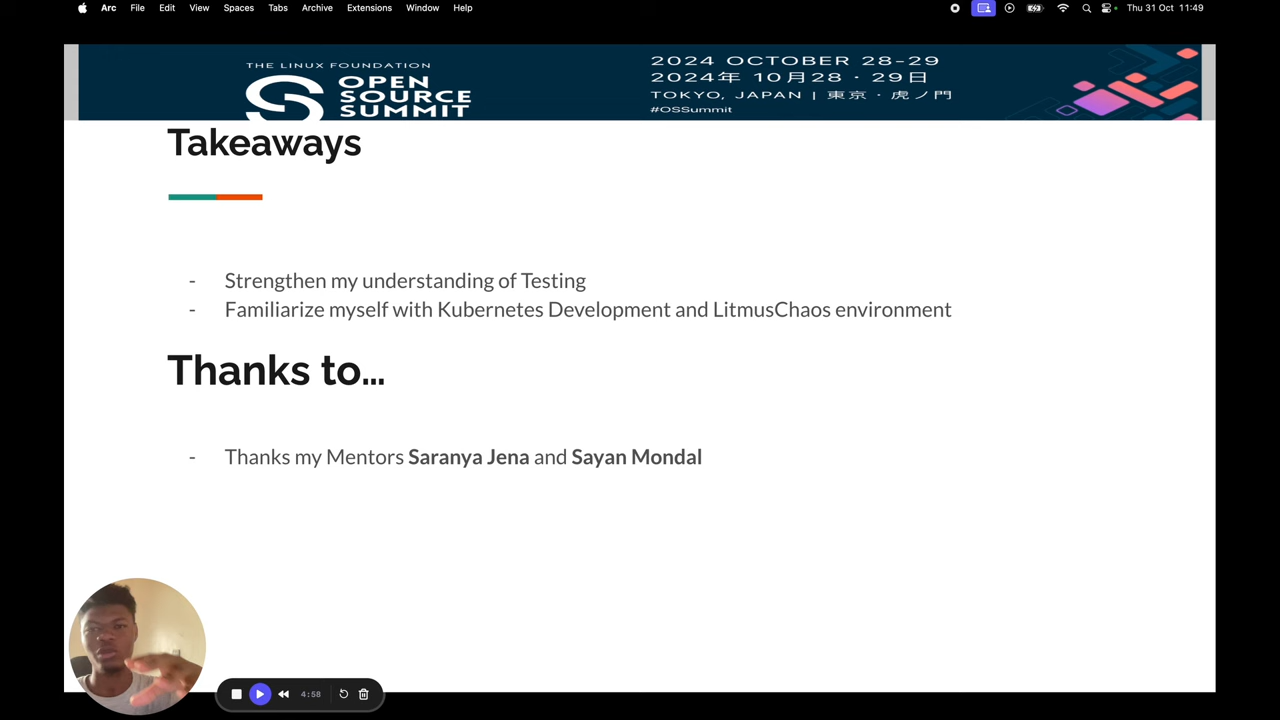 Arc File Edit View Spaces Tabs Archive Extensions Window Help Thu 31 Oct 11:49
THE LINUX FOUNDATION
OPEN
SOURCE
SUMMIT
2024 OCTOBER 28-29
2024年 10月28・29日
TOKYO, JAPAN | 東京・虎ノ門
#OSSummit
Takeaways
- Strengthen my understanding of Testing
- Familiarize myself with Kubernetes Development and LitmusChaos environment
Thanks to...
- Thanks my Mentors Saranya Jena and Sayan Mondal
4:58